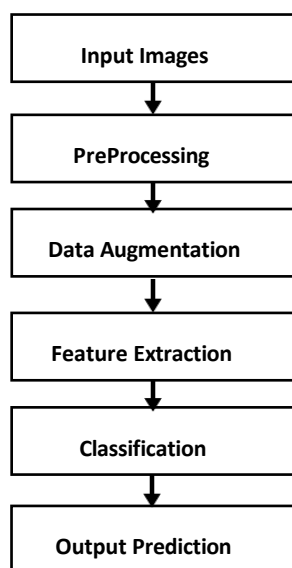 Input Images
PreProcessing
Data Augmentation
Feature Extraction
Classification
Output Prediction